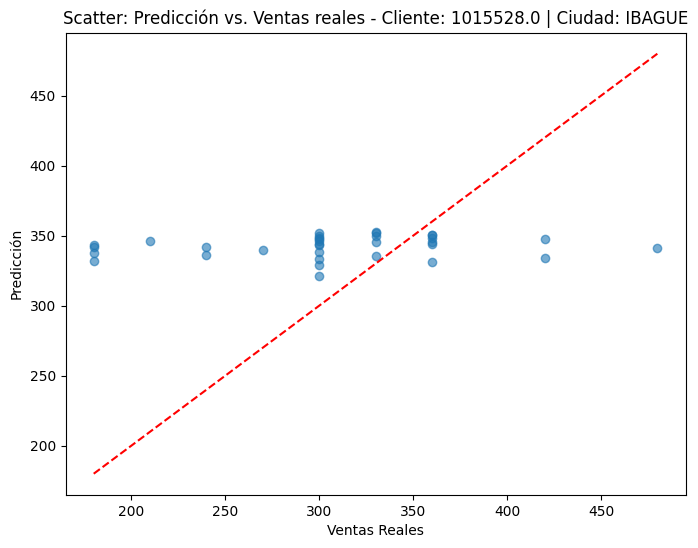 Scatter: Predicción vs. Ventas reales - Cliente: 1015528.0 | Ciudad: IBAGUE
Predicción
450
400
350
300
250
200
200 250 300 350 400 450
Ventas Reales